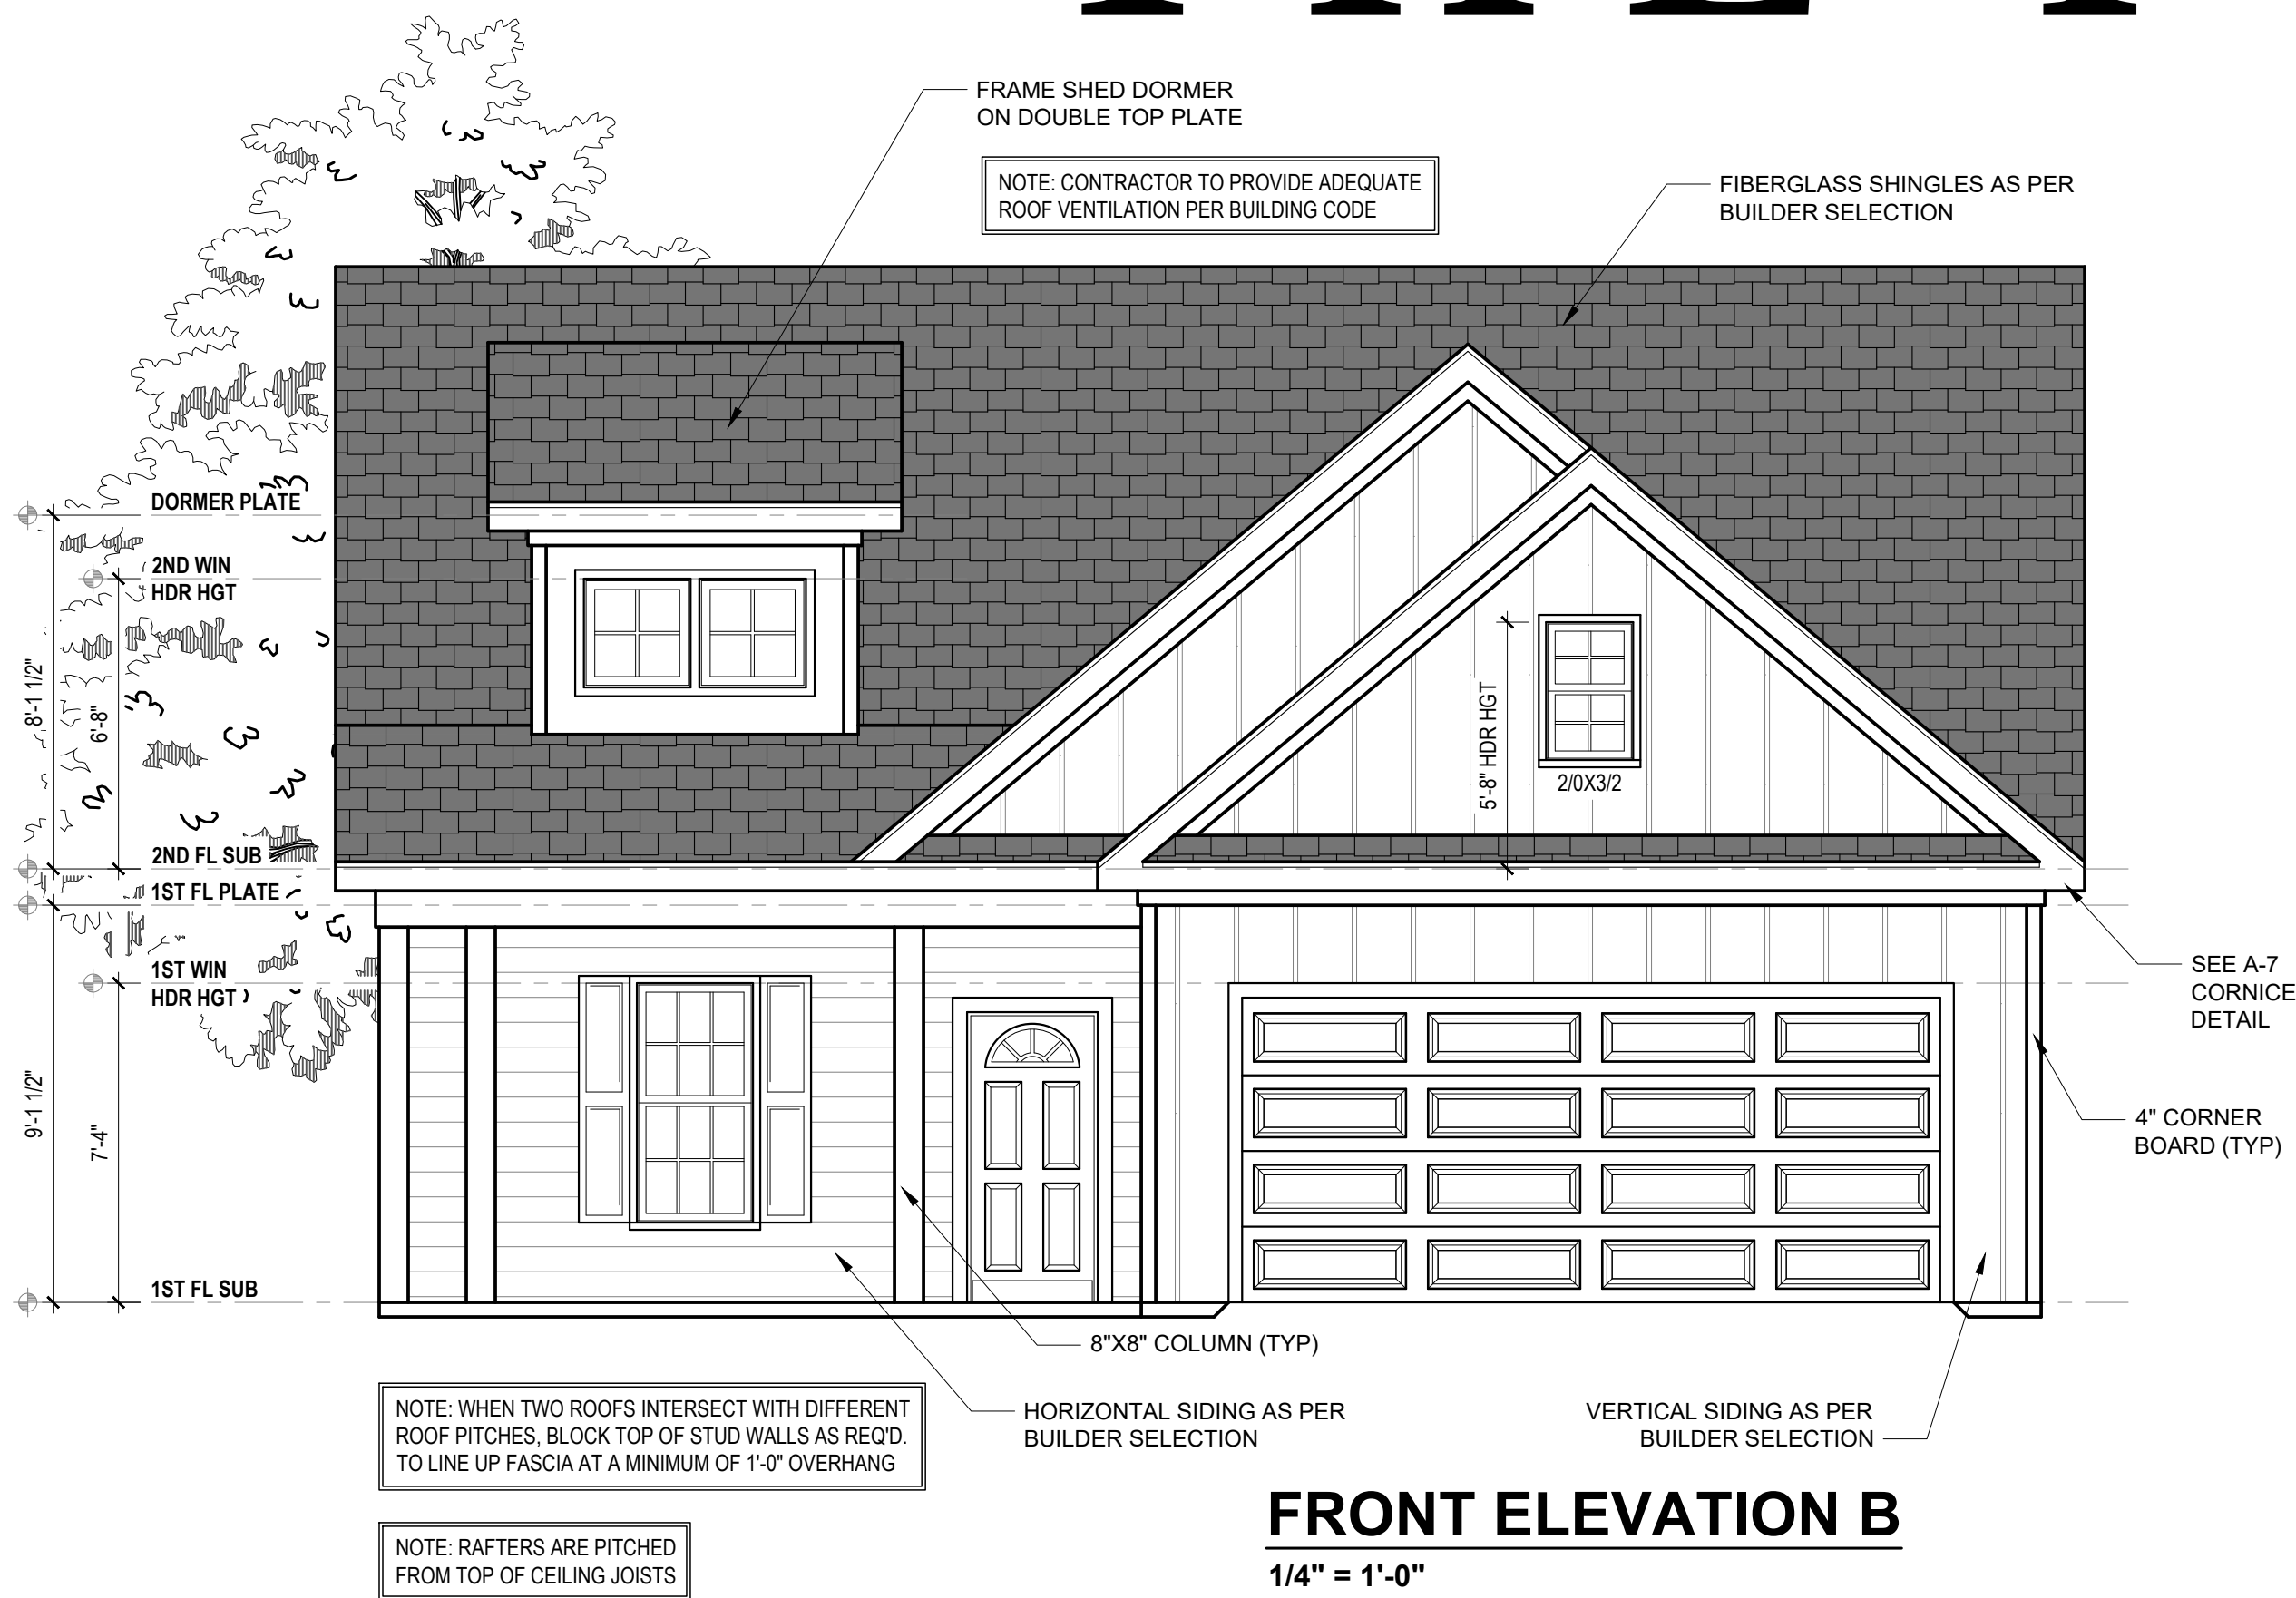 FRAME SHED DORMER
ON DOUBLE TOP PLATE
NOTE: CONTRACTOR TO PROVIDE ADEQUATE
ROOF VENTILATION PER BUILDING CODE
FIBERGLASS SHINGLES AS PER
BUILDER SELECTION
DORMER PLATE
2ND WIN
HDR HGT
8'-1 1/2"
6'-8"
5'-8" HDR HGT
2/0X3/2
2ND FL SUB
1ST FL PLATE
1ST WIN
HDR HGT
9'-1 1/2"
7'-4"
SEE A-7
CORNICE
DETAIL
4" CORNER
BOARD (TYP)
1ST FL SUB
8"X8" COLUMN (TYP)
NOTE: WHEN TWO ROOFS INTERSECT WITH DIFFERENT
ROOF PITCHES, BLOCK TOP OF STUD WALLS AS REQ'D.
TO LINE UP FASCIA AT A MINIMUM OF 1'-0" OVERHANG
HORIZONTAL SIDING AS PER
BUILDER SELECTION
VERTICAL SIDING AS PER
BUILDER SELECTION
NOTE: RAFTERS ARE PITCHED
FROM TOP OF CEILING JOISTS
FRONT ELEVATION B
1/4" = 1'-0"